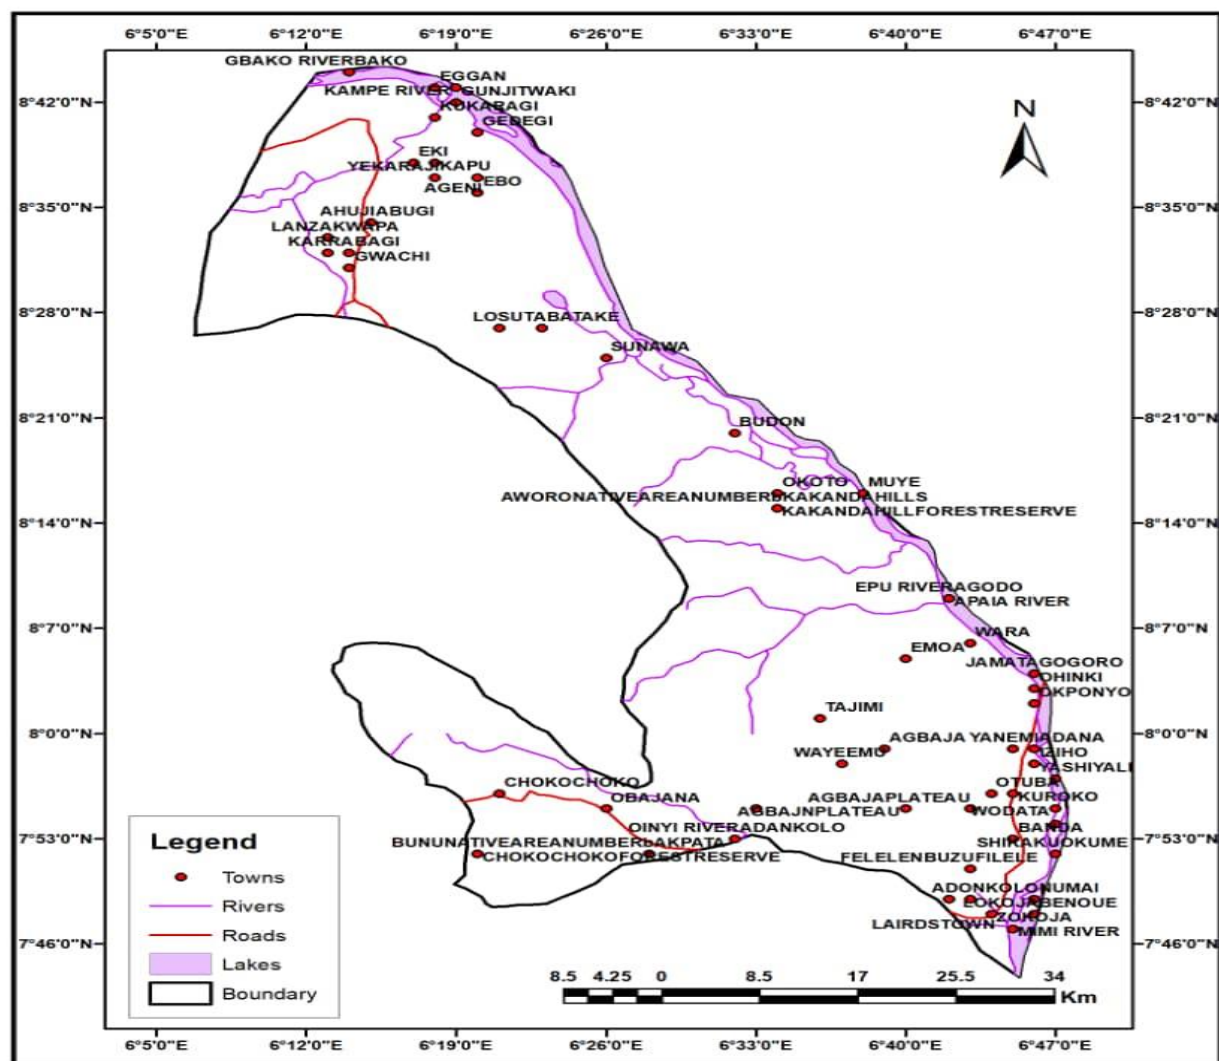 6°5'0"E 6°12'0"E 6°19'0"E 6°26'0"E 6°33'0"E 6°40'0"E 6°47'0"E
GBAKO RIVERBAKO
EGGAN
KAMPE RIVER GUNJITWAKI
8°42'0"N 8°42'0"N
KUKARAGI
GEDEGI
N
EKI
YEKARAJIKAPU
AGENI EBO
8°35'0"N 8°35'0"N
AHUJIABUGI
LANZAKWAPA
KARRABAGI
GWACHI
8°28'0"N 8°28'0"N
LOSUTABATAKE
SUNAWA
8°21'0"N 8°21'0"N
BUDON
OKOTO MUYE
KAKANDAHILLS
KAKANDAHILLFORESTRESERVE
8°14'0"N 8°14'0"N
EPU RIVERAGODO
APAIA RIVER
8°7'0"N 8°7'0"N
WARA
EMOA
JAMATAGOGORO
OHINKI
OKPONYO
TAJIMI
8°0'0"N 8°0'0"N
AGBAJA YANEMIADANA
WAYEEMU IZIHO
YASHIYALI
CHOKOCHOKO OTUBA
OBAJANA AGBAJAPLATEAU KUROKO
AGBAJNPLATEAU WODATA
OINYI RIVERADANKOLO BANDA
7°53'0"N 7°53'0"N
CHOKOCHOKOFORESTRESERVE
FELELENBUZUFILELE
ADONKOLONUMAI
LOKOJABENOUE
LAIRDSTOWN ZOKOJA
MIMI RIVER
7°46'0"N 7°46'0"N
Legend
Towns
Rivers
Roads
Lakes
Boundary
8.5 4.25 0 8.5 17 25.5 34
Km
6°5'0"E 6°12'0"E 6°19'0"E 6°26'0"E 6°33'0"E 6°40'0"E 6°47'0"E